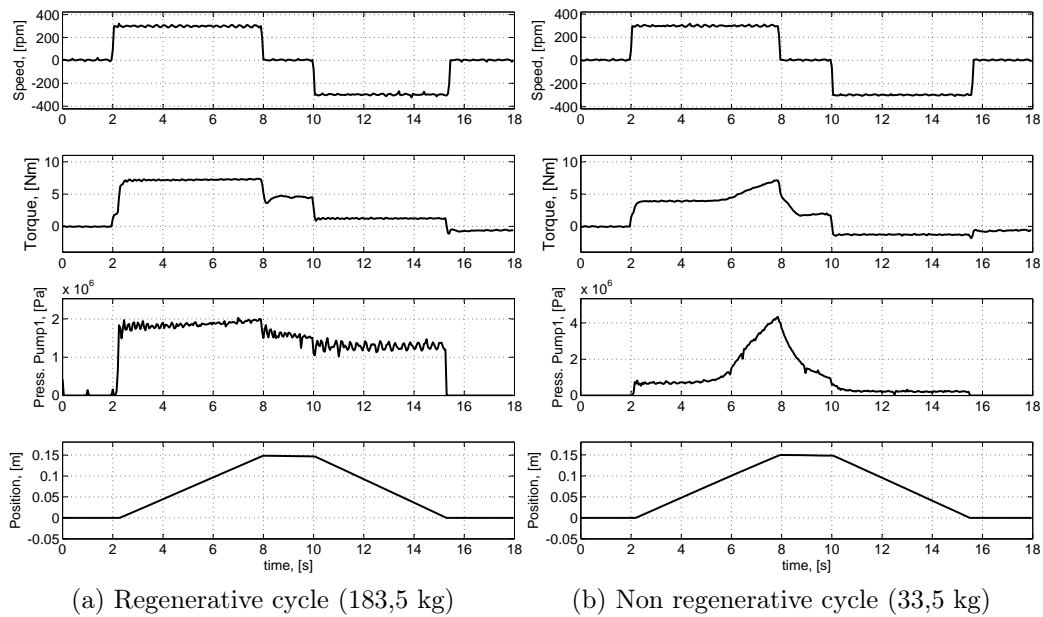 400
200
0
-200
-400
Speed, [rpm]
0 2 4 6 8 10 12 14 16 18
10
5
0
Torque, [Nm]
0 2 4 6 8 10 12 14 16 18
x 10^6
2
1
0
Press. Pump1, [Pa]
0 2 4 6 8 10 12 14 16 18
0.15
0.1
0.05
0
-0.05
Position, [m]
0 2 4 6 8 10 12 14 16 18
time, [s]
(a) Regenerative cycle (183,5 kg)
400
200
0
-200
-400
Speed, [rpm]
0 2 4 6 8 10 12 14 16 18
10
5
0
Torque, [Nm]
0 2 4 6 8 10 12 14 16 18
x 10^6
4
2
0
Press. Pump1, [Pa]
0 2 4 6 8 10 12 14 16 18
0.15
0.1
0.05
0
-0.05
Position, [m]
0 2 4 6 8 10 12 14 16 18
time, [s]
(b) Non regenerative cycle (33,5 kg)